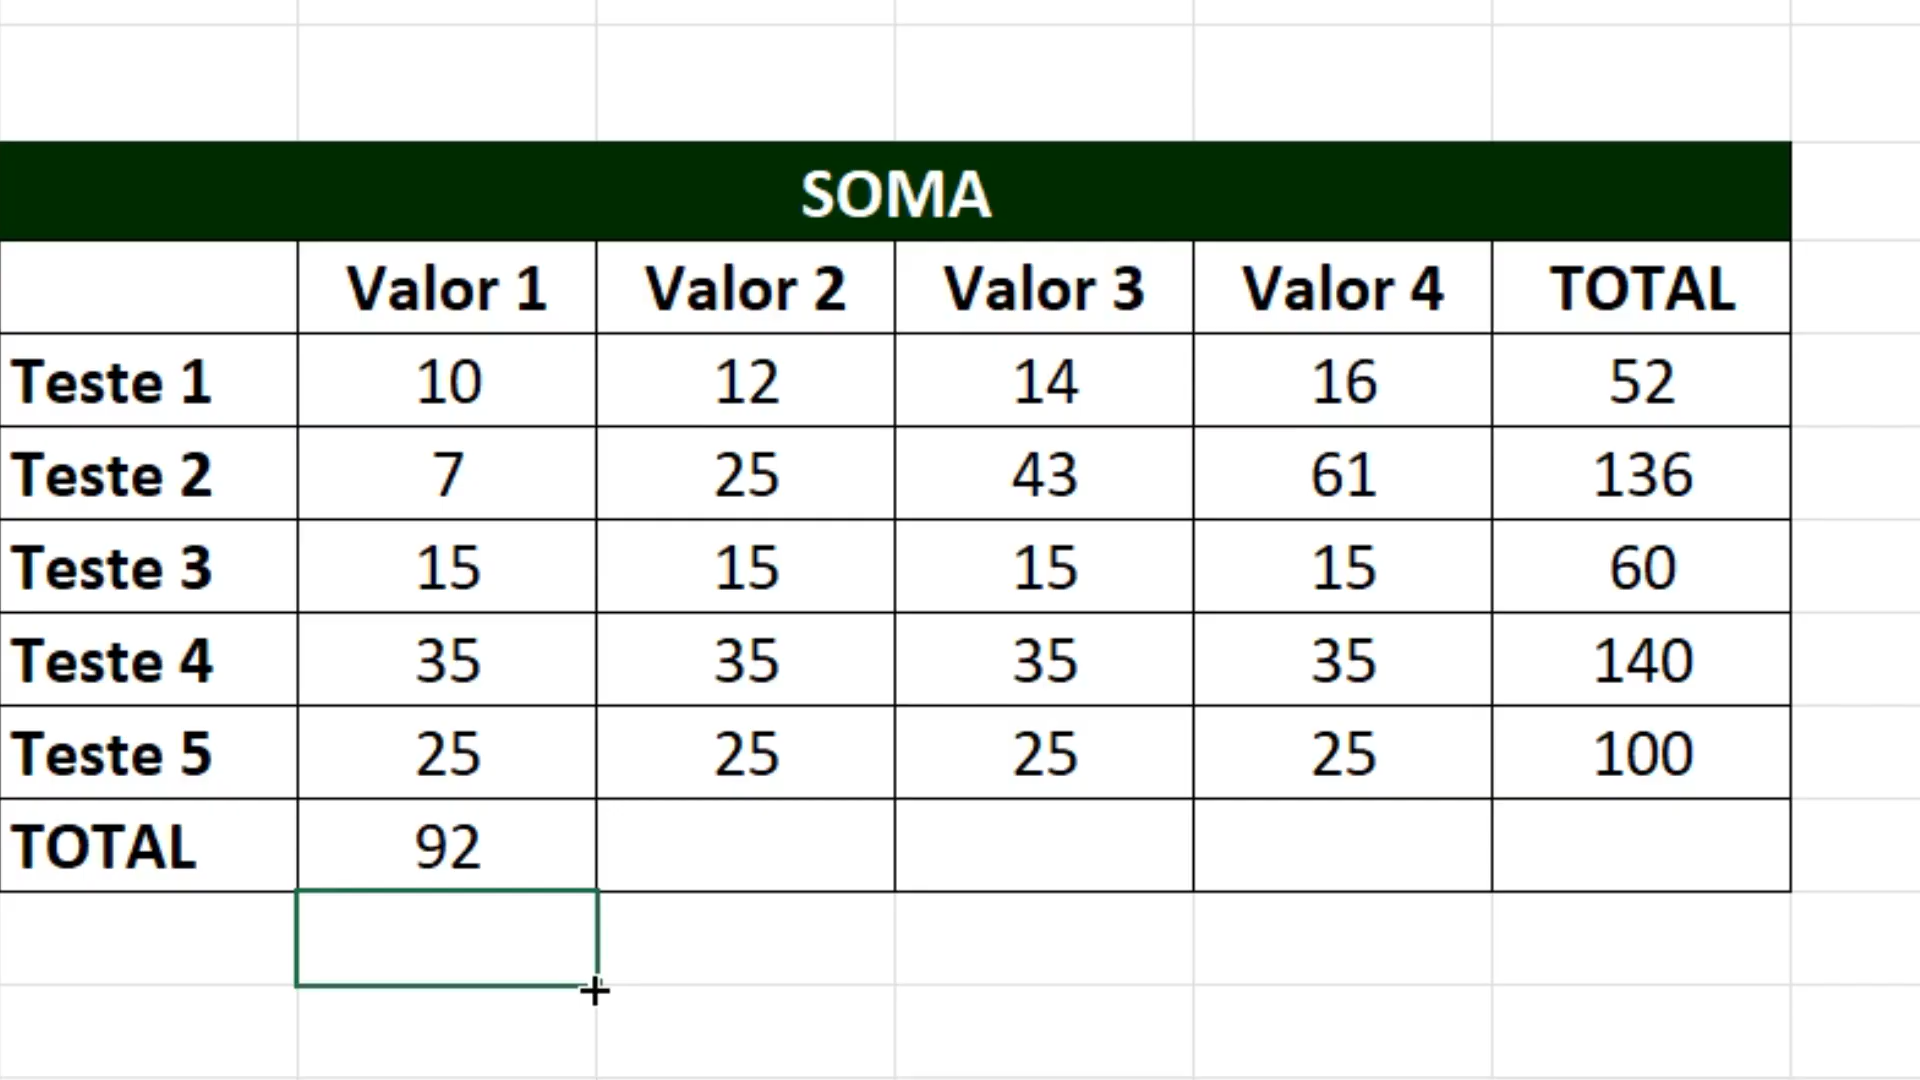 SOMA
Valor 1 Valor 2 Valor 3 Valor 4 TOTAL
Teste 1 10 12 14 16 52
Teste 2 7 25 43 61 136
Teste 3 15 15 15 15 60
Teste 4 35 35 35 35 140
Teste 5 25 25 25 25 100
TOTAL 92